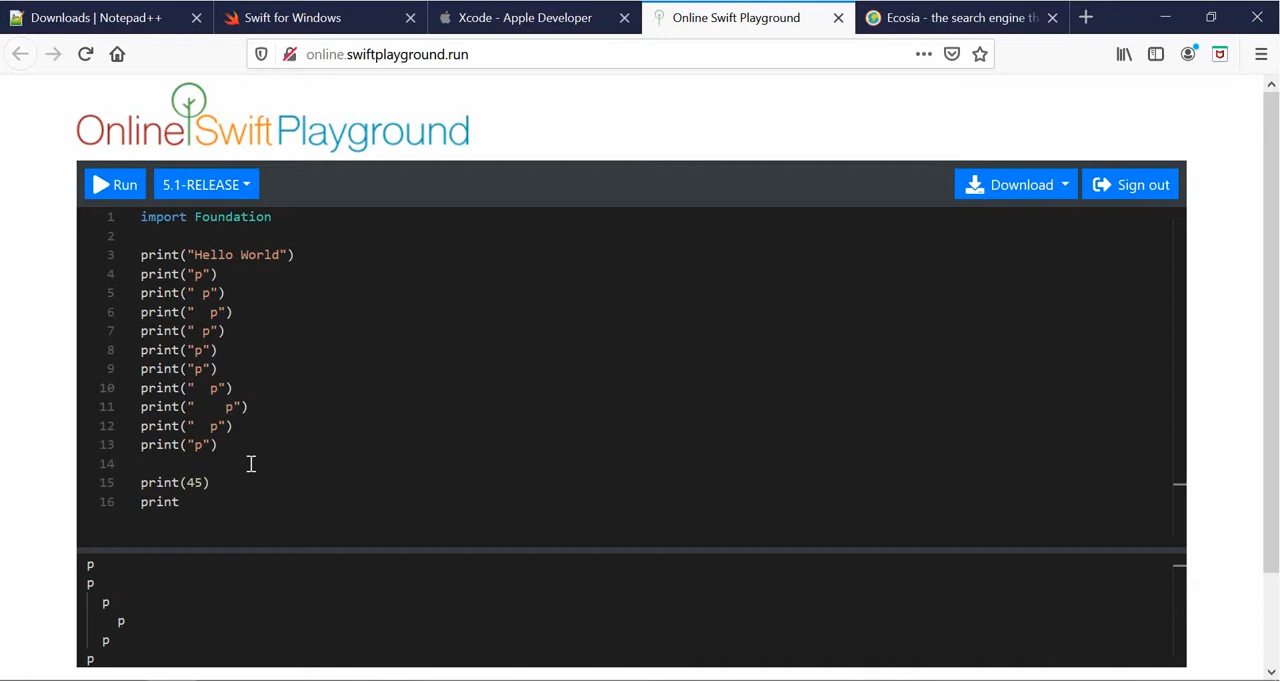 Downloads | Notepad++
Swift for Windows
Xcode - Apple Developer
Online Swift Playground
Ecosia - the search engine th
online.swiftplayground.run
Online Swift Playground
Run
5.1-RELEASE
Download
Sign out
1 import Foundation
2
3 print("Hello World")
4 print("p")
5 print(" p")
6 print("  p")
7 print(" p")
8 print("p")
9 print("p")
10 print("  p")
11 print("    p")
12 print("  p")
13 print("p")
14
15 print(45)
16 print
p
p
  p
    p
  p
p